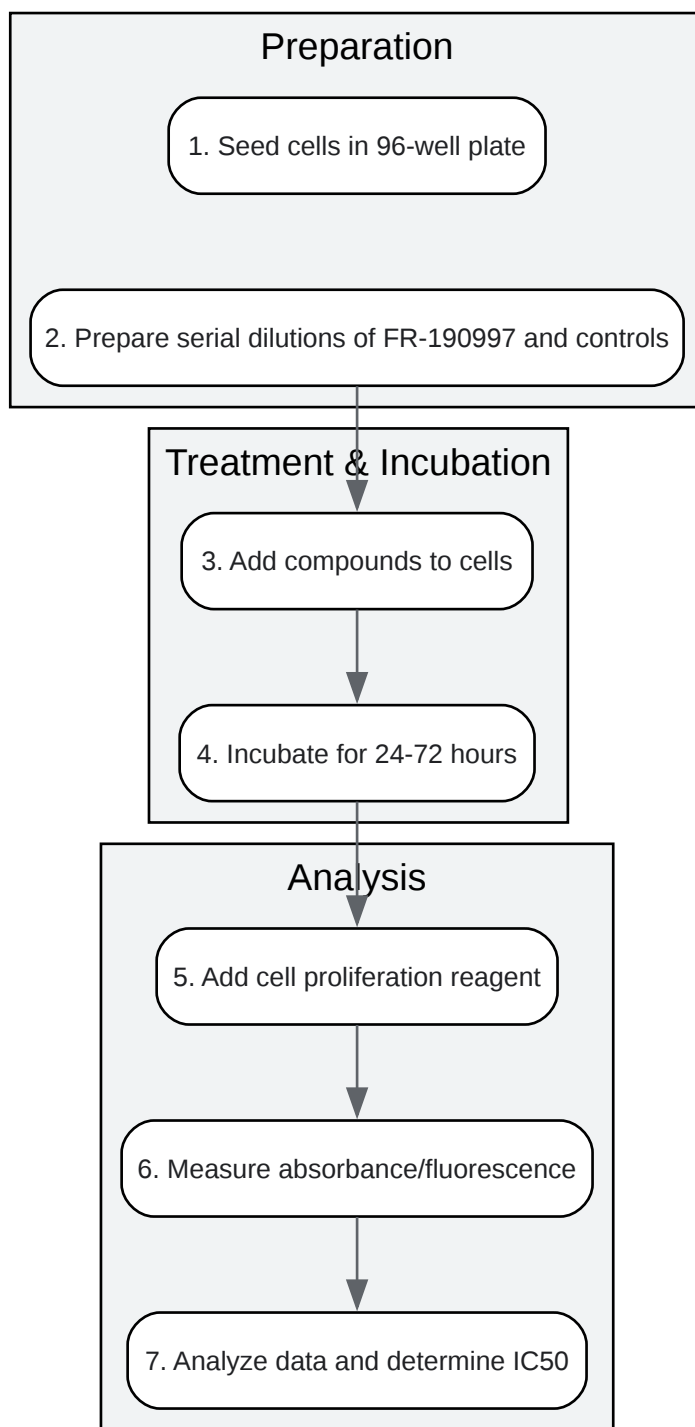 Preparation
1. Seed cells in 96-well plate
2. Prepare serial dilutions of FR-190997 and controls
Treatment & Incubation
3. Add compounds to cells
4. Incubate for 24-72 hours
Analysis
5. Add cell proliferation reagent
6. Measure absorbance/fluorescence
7. Analyze data and determine IC50